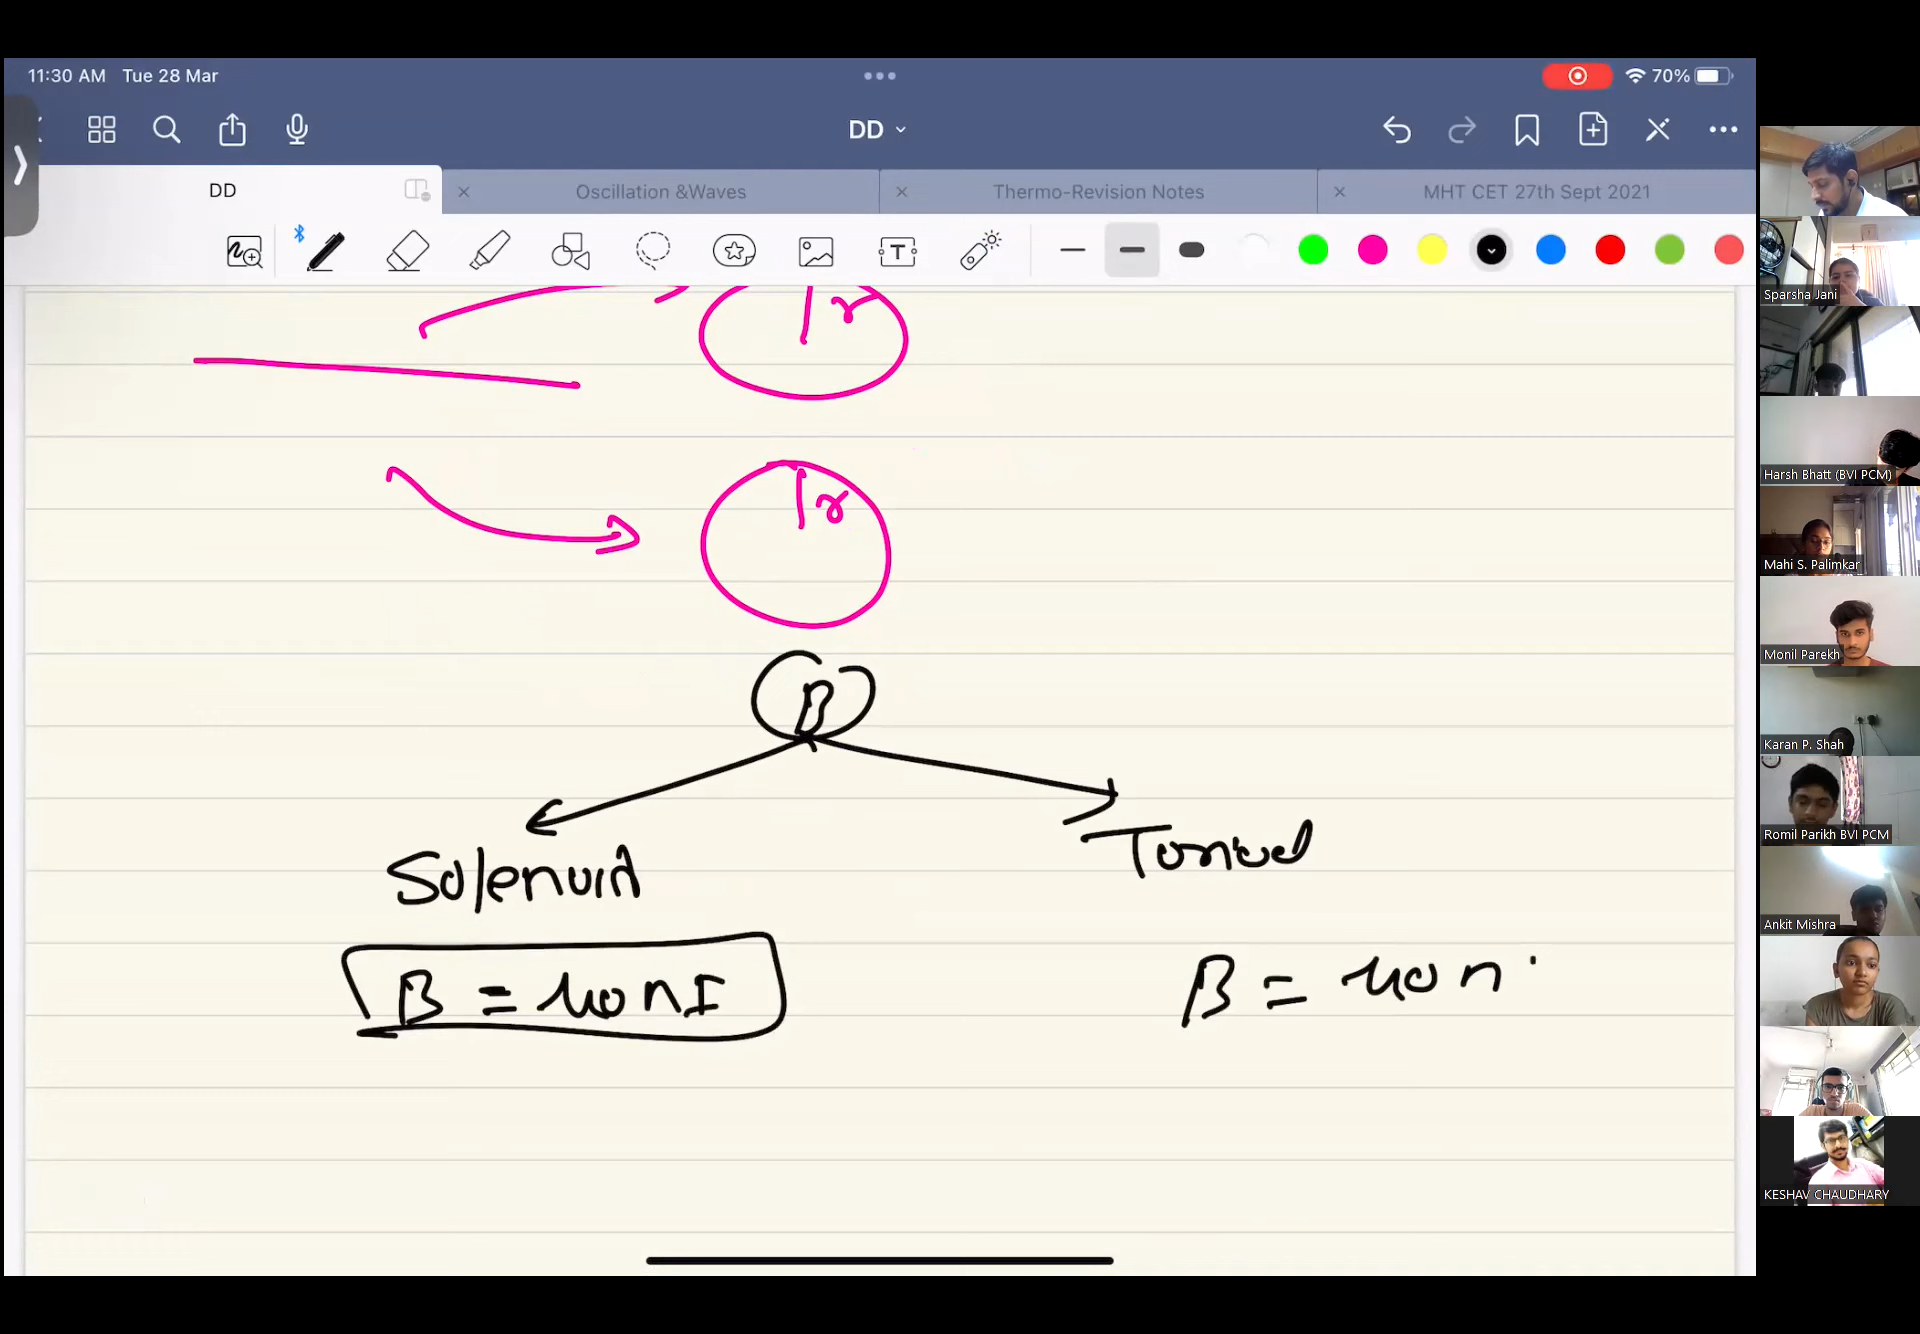 11:30 AM Tue 28 Mar
70%
DD
DD
Oscillation &Waves
Thermo-Revision Notes
MHT CET 27th Sept 2021
T
r
r
B
Solenoid
Toroid
B = μ0 n I
B = μ0 n
Sparsha Jani
Harsh Bhatt (BVI PCM)
Mahi S. Palimkar
Monil Parekh
Karan P. Shah
Romil Parikh BVI PCM
Ankit Mishra
KESHAV CHAUDHARY